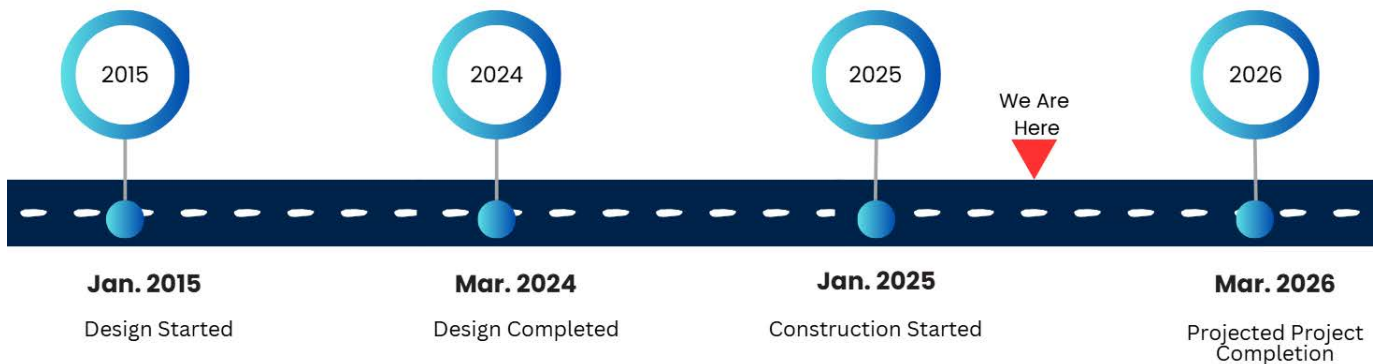 2015
2024
2025
2026
We Are
Here
Jan. 2015
Mar. 2024
Jan. 2025
Mar. 2026
Design Started
Design Completed
Construction Started
Projected Project
Completion